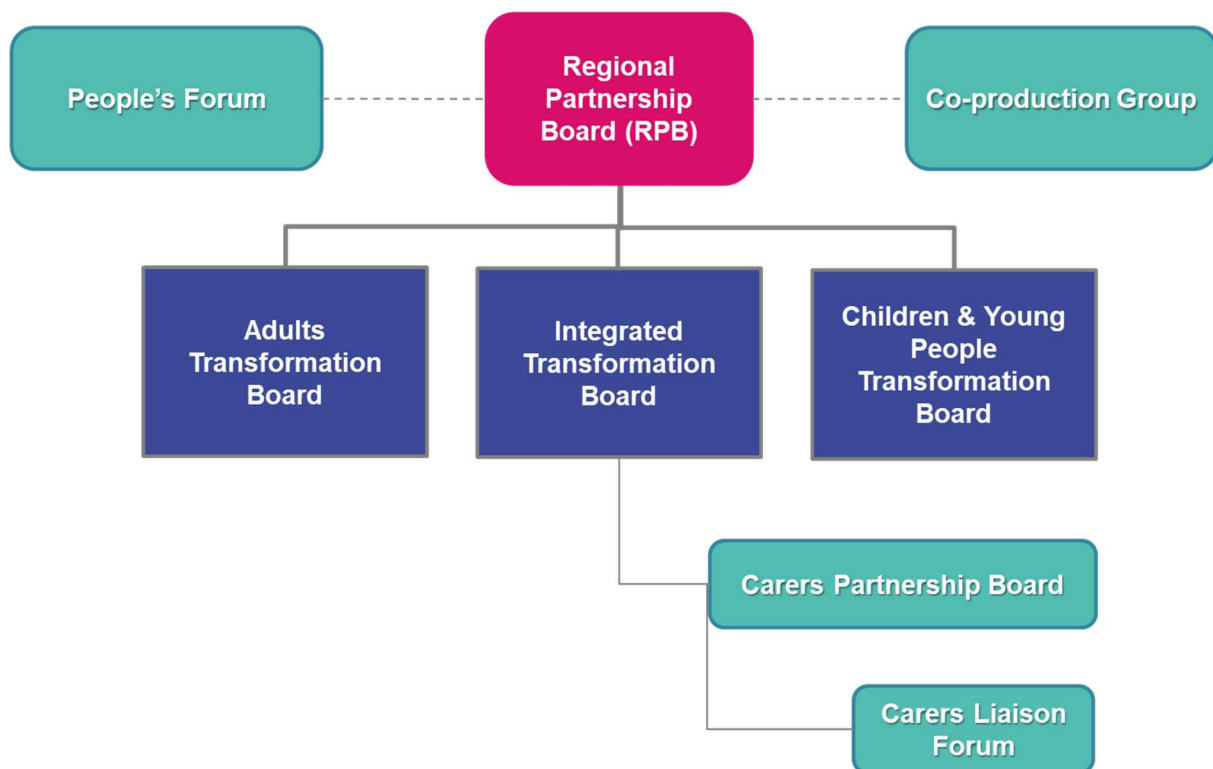 People’s Forum
Regional
Partnership
Board (RPB)
Co-production Group
Adults
Transformation
Board
Integrated
Transformation
Board
Children & Young
People
Transformation
Board
Carers Partnership Board
Carers Liaison
Forum